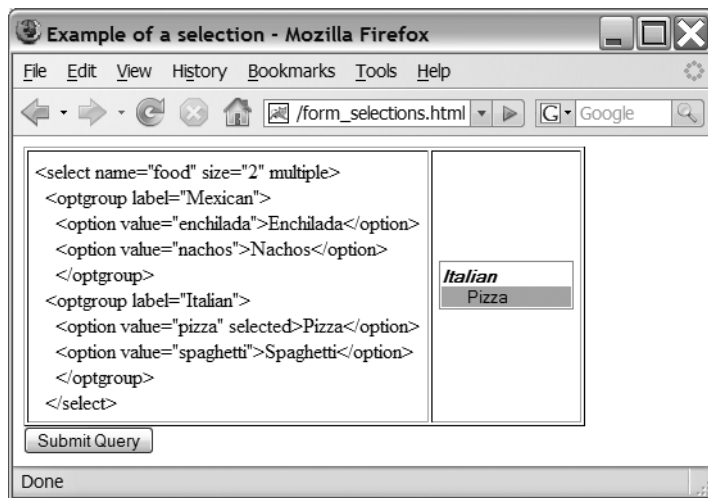 Example of a selection - Mozilla Firefox
File Edit View History Bookmarks Tools Help
/form_selections.html G Google
<select name="food" size="2" multiple>
<optgroup label="Mexican">
<option value="enchilada">Enchilada</option>
<option value="nachos">Nachos</option>
</optgroup>
<optgroup label="Italian">
<option value="pizza" selected>Pizza</option>
<option value="spaghetti">Spaghetti</option>
</optgroup>
</select>
Italian
Pizza
Submit Query
Done